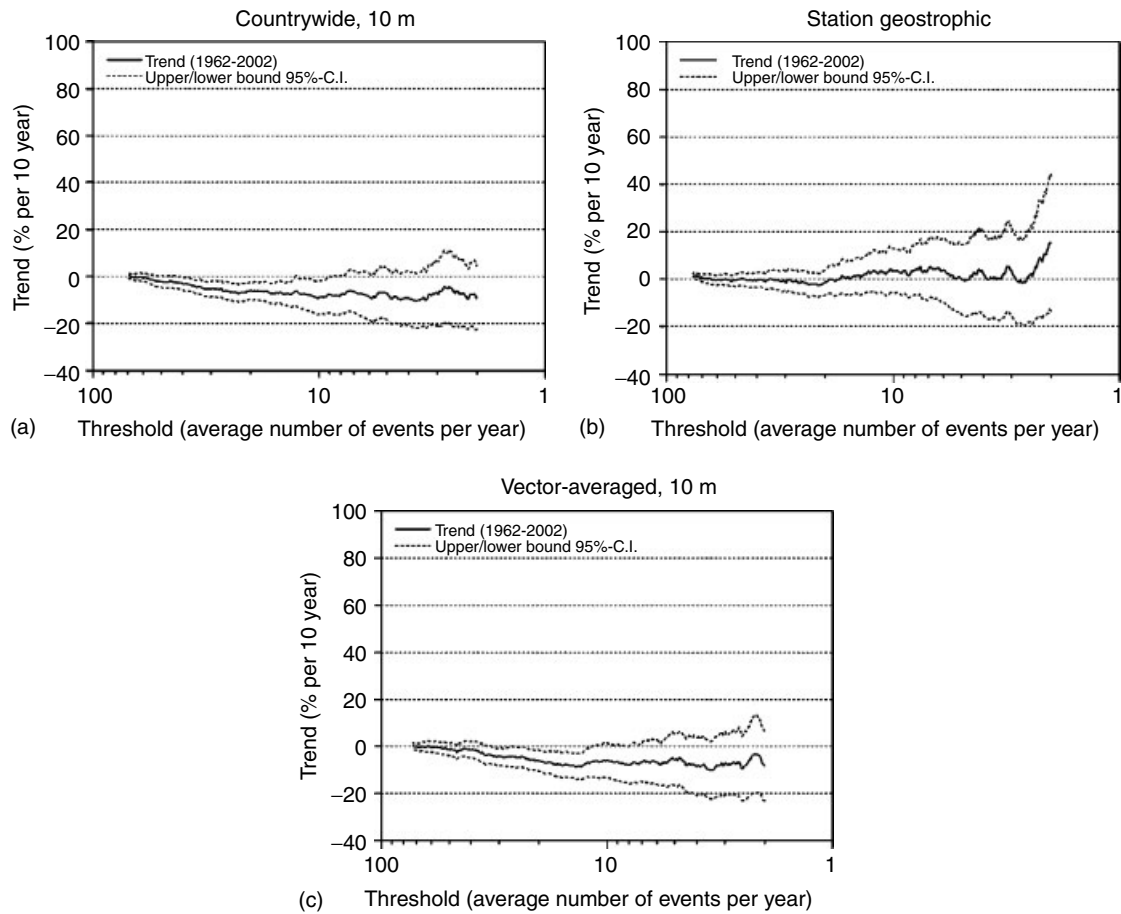 Countrywide, 10 m
100
80
60
40
20
0
−20
−40
Trend (% per 10 year)
Trend (1962-2002)
Upper/lower bound 95%-C.I.
100
10
1
(a)
Threshold (average number of events per year)
Station geostrophic
100
80
60
40
20
0
−20
−40
Trend (% per 10 year)
Trend (1962-2002)
Upper/lower bound 95%-C.I.
100
10
1
(b)
Threshold (average number of events per year)
Vector-averaged, 10 m
100
80
60
40
20
0
−20
−40
Trend (% per 10 year)
Trend (1962-2002)
Upper/lower bound 95%-C.I.
100
10
1
(c)
Threshold (average number of events per year)